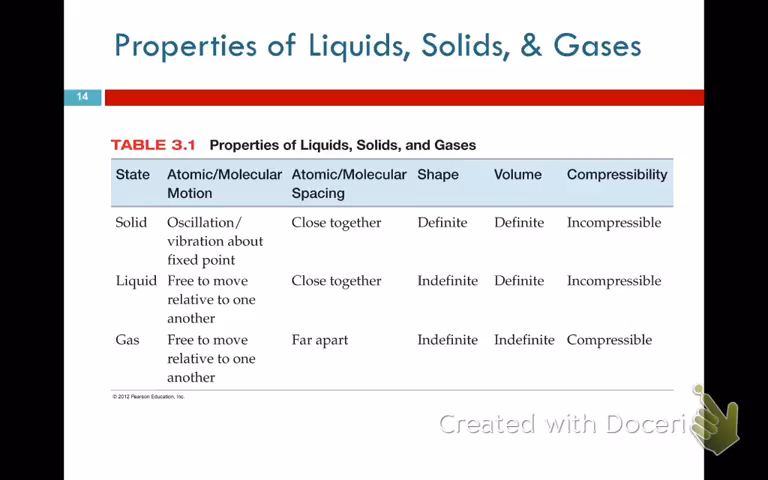 Properties of Liquids, Solids, & Gases
14
TABLE 3.1 Properties of Liquids, Solids, and Gases
State Atomic/Molecular Motion Atomic/Molecular Spacing Shape Volume Compressibility
Solid Oscillation/ Close together Definite Definite Incompressible
vibration about
fixed point
Liquid Free to move Close together Indefinite Definite Incompressible
relative to one
another
Gas Free to move Far apart Indefinite Indefinite Compressible
relative to one
another
© 2012 Pearson Education, Inc.
Created with Doceri